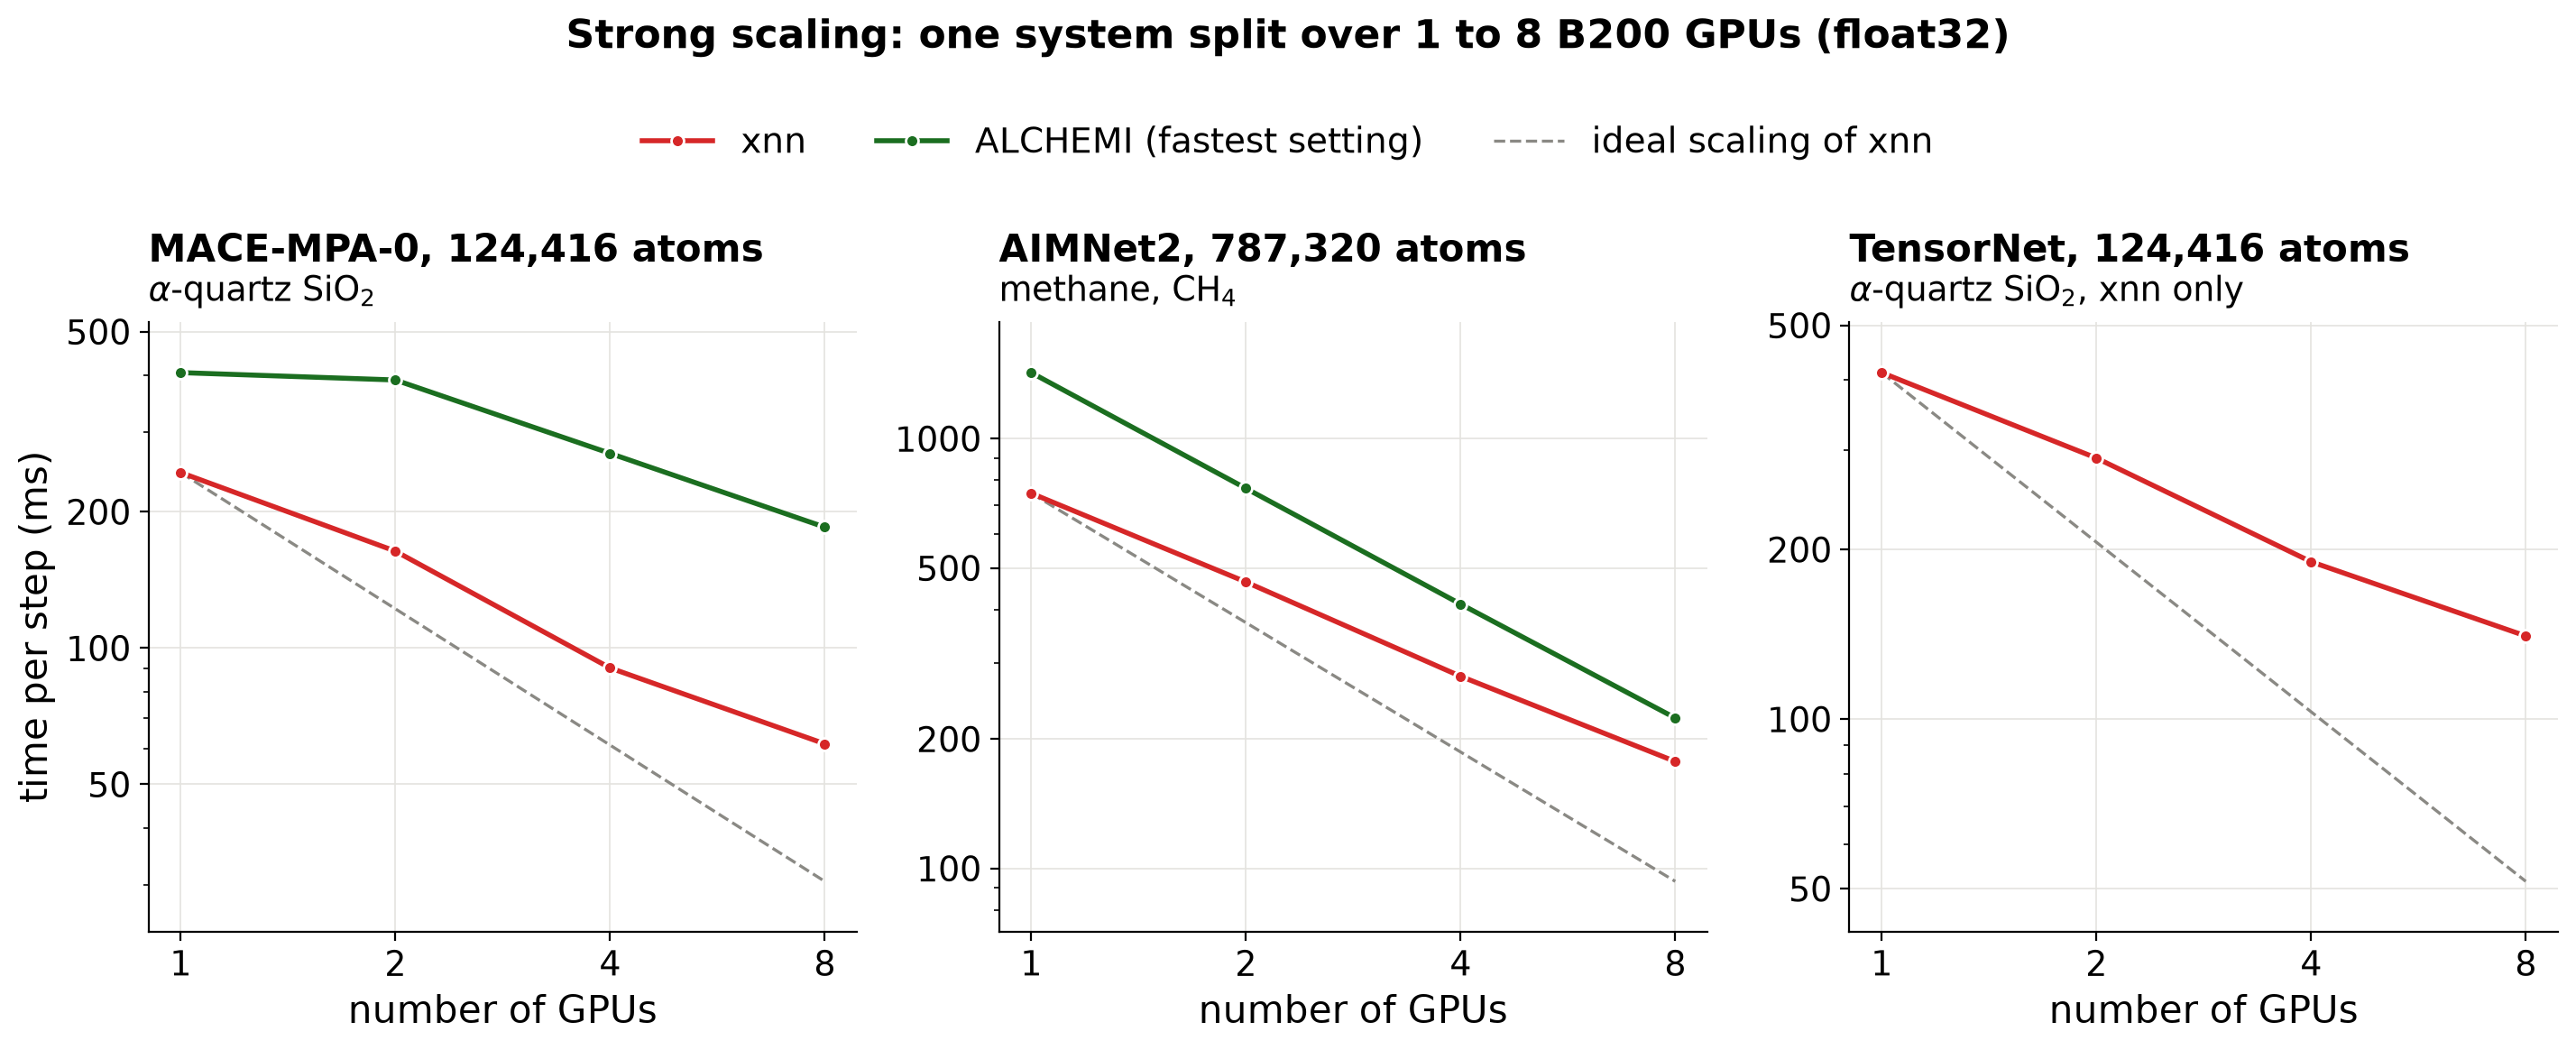 Strong scaling: one system split over 1 to 8 B200 GPUs (float32)
xnn
ALCHEMI (fastest setting)
ideal scaling of xnn
MACE-MPA-0, 124,416 atoms
α-quartz SiO₂
time per step (ms)
500
200
100
50
1
2
4
8
number of GPUs
AIMNet2, 787,320 atoms
methane, CH₄
1000
500
200
100
1
2
4
8
number of GPUs
TensorNet, 124,416 atoms
α-quartz SiO₂, xnn only
500
200
100
50
1
2
4
8
number of GPUs